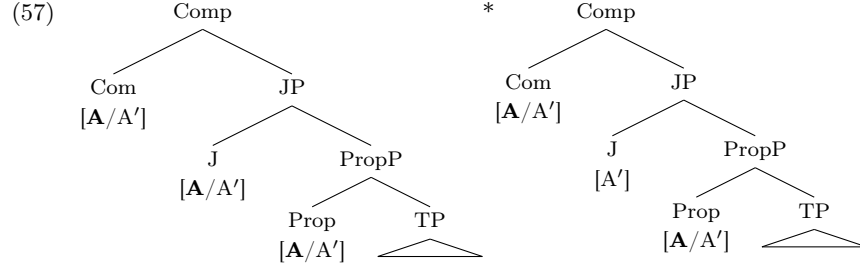 (57) Comp * Comp
Com JP Com JP
[A/A′] [A/A′]
J PropP J PropP
[A/A′] [A′]
Prop TP Prop TP
[A/A′] [A/A′]